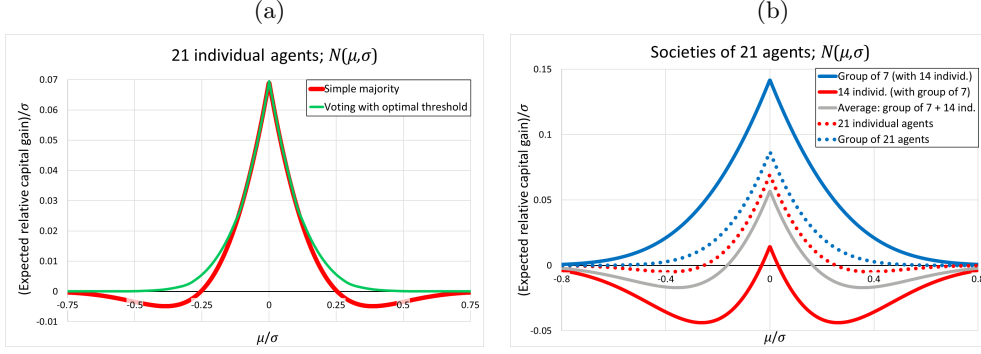 (a)
21 individual agents; N(μ,σ)
(Expected relative capital gain)/σ
0.07
0.06
0.05
0.04
0.03
0.02
0.01
0
-0.01
-0.75
-0.5
-0.25
0
0.25
0.5
0.75
Simple majority
Voting with optimal threshold
μ/σ
(b)
Societies of 21 agents; N(μ,σ)
(Expected relative capital gain)/σ
0.15
0.1
0.05
0
-0.05
-0.8
-0.4
0
0.4
0.8
Group of 7 (with 14 individ.)
14 individ. (with group of 7)
Average: group of 7 + 14 ind.
21 individual agents
Group of 21 agents
μ/σ